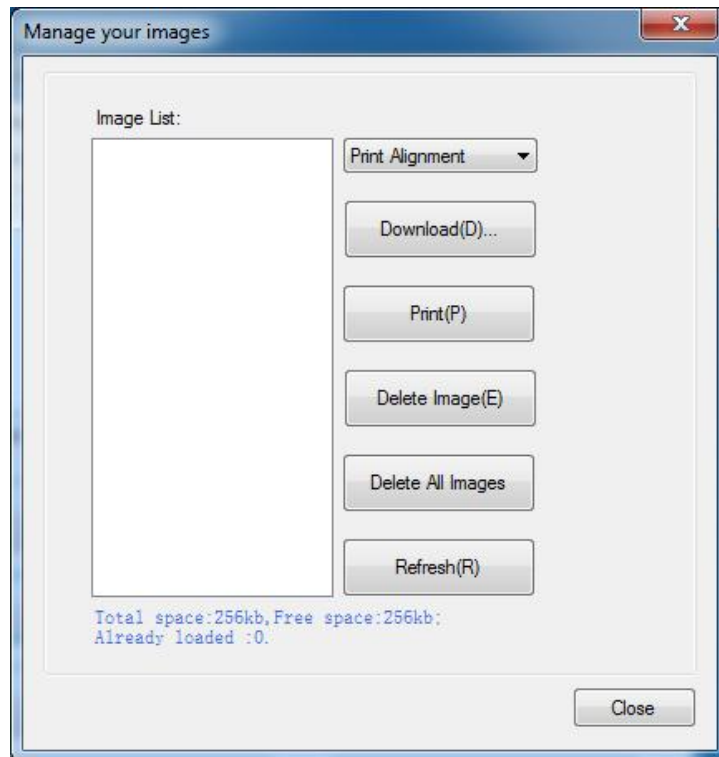 Manage your images
Image List:
Print Alignment
Download(D)...
Print(P)
Delete Image(E)
Delete All Images
Refresh(R)
Total space:256kb,Free space:256kb;
Already loaded :0.
Close